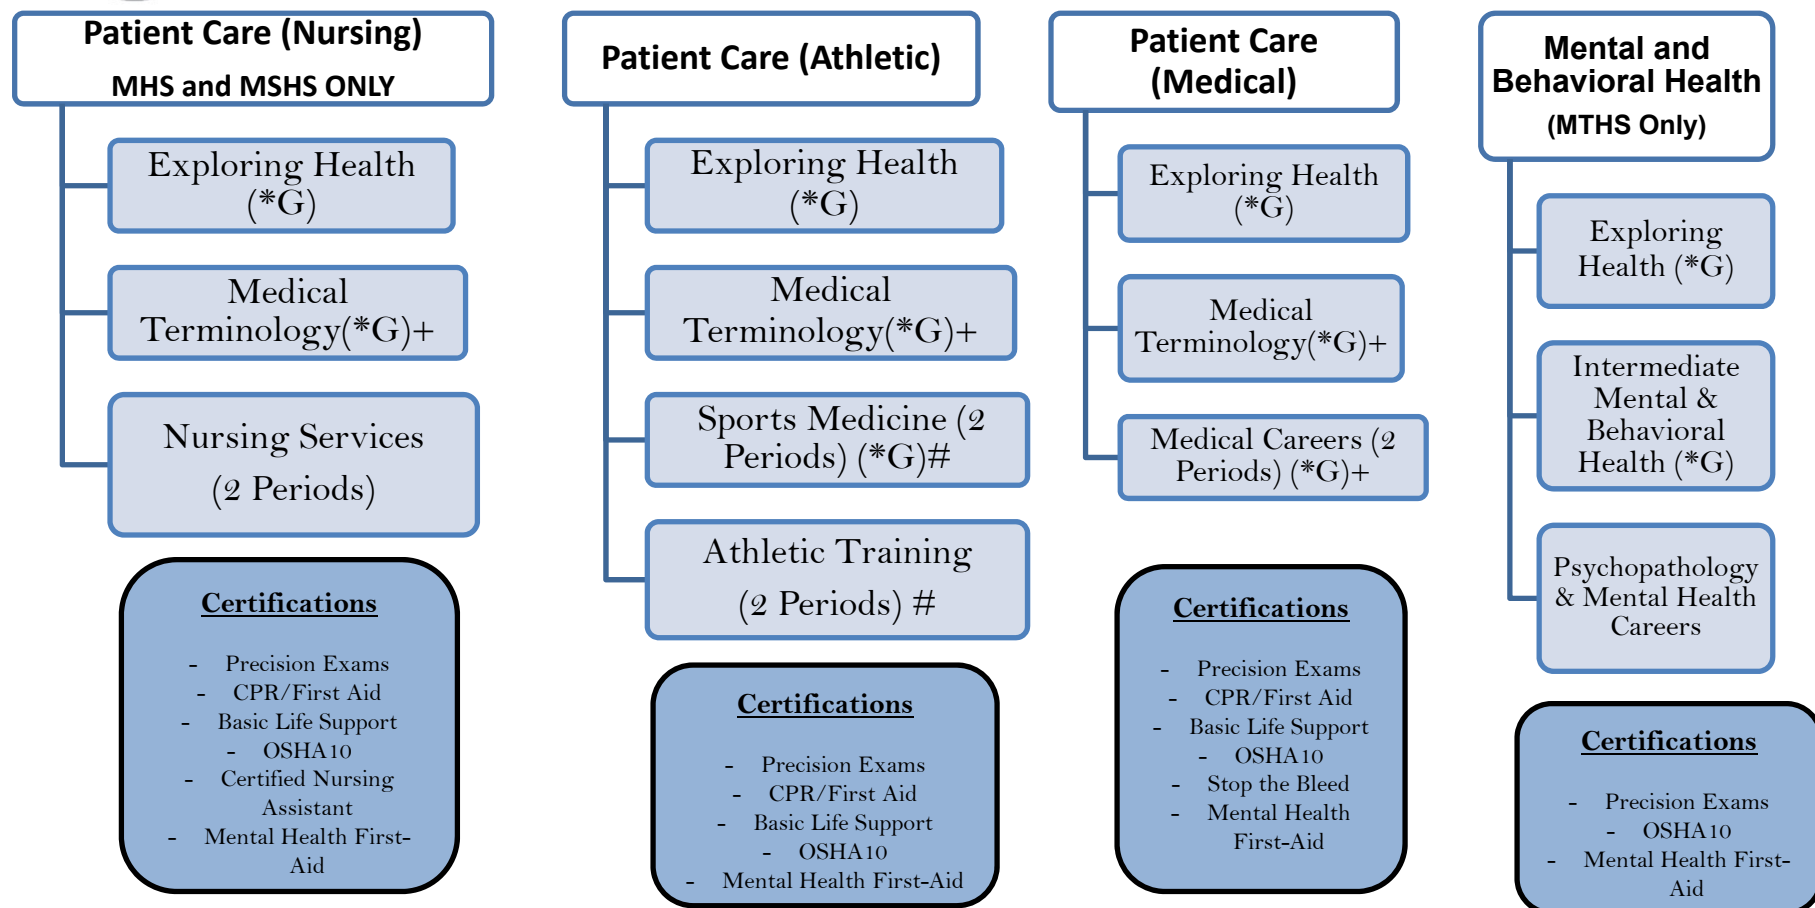 Patient Care (Nursing)
MHS and MSHS ONLY
Exploring Health
(*G)
Medical
Terminology(*G)+
Nursing Services
(2 Periods)
Certifications
- Precision Exams
- CPR/First Aid
- Basic Life Support
- OSHA10
- Certified Nursing
Assistant
- Mental Health First-
Aid
Patient Care (Athletic)
Exploring Health
(*G)
Medical
Terminology(*G)+
Sports Medicine (2
Periods) (*G)#
Athletic Training
(2 Periods) #
Certifications
- Precision Exams
- CPR/First Aid
- Basic Life Support
- OSHA10
- Mental Health First-Aid
Patient Care
(Medical)
Exploring Health
(*G)
Medical
Terminology(*G)+
Medical Careers (2
Periods) (*G)+
Certifications
- Precision Exams
- CPR/First Aid
- Basic Life Support
- OSHA10
- Stop the Bleed
- Mental Health
First-Aid
Mental and
Behavioral Health
(MTHS Only)
Exploring
Health (*G)
Intermediate
Mental &
Behavioral
Health (*G)
Psychopathology
& Mental Health
Careers
Certifications
- Precision Exams
- OSHA10
- Mental Health First-
Aid